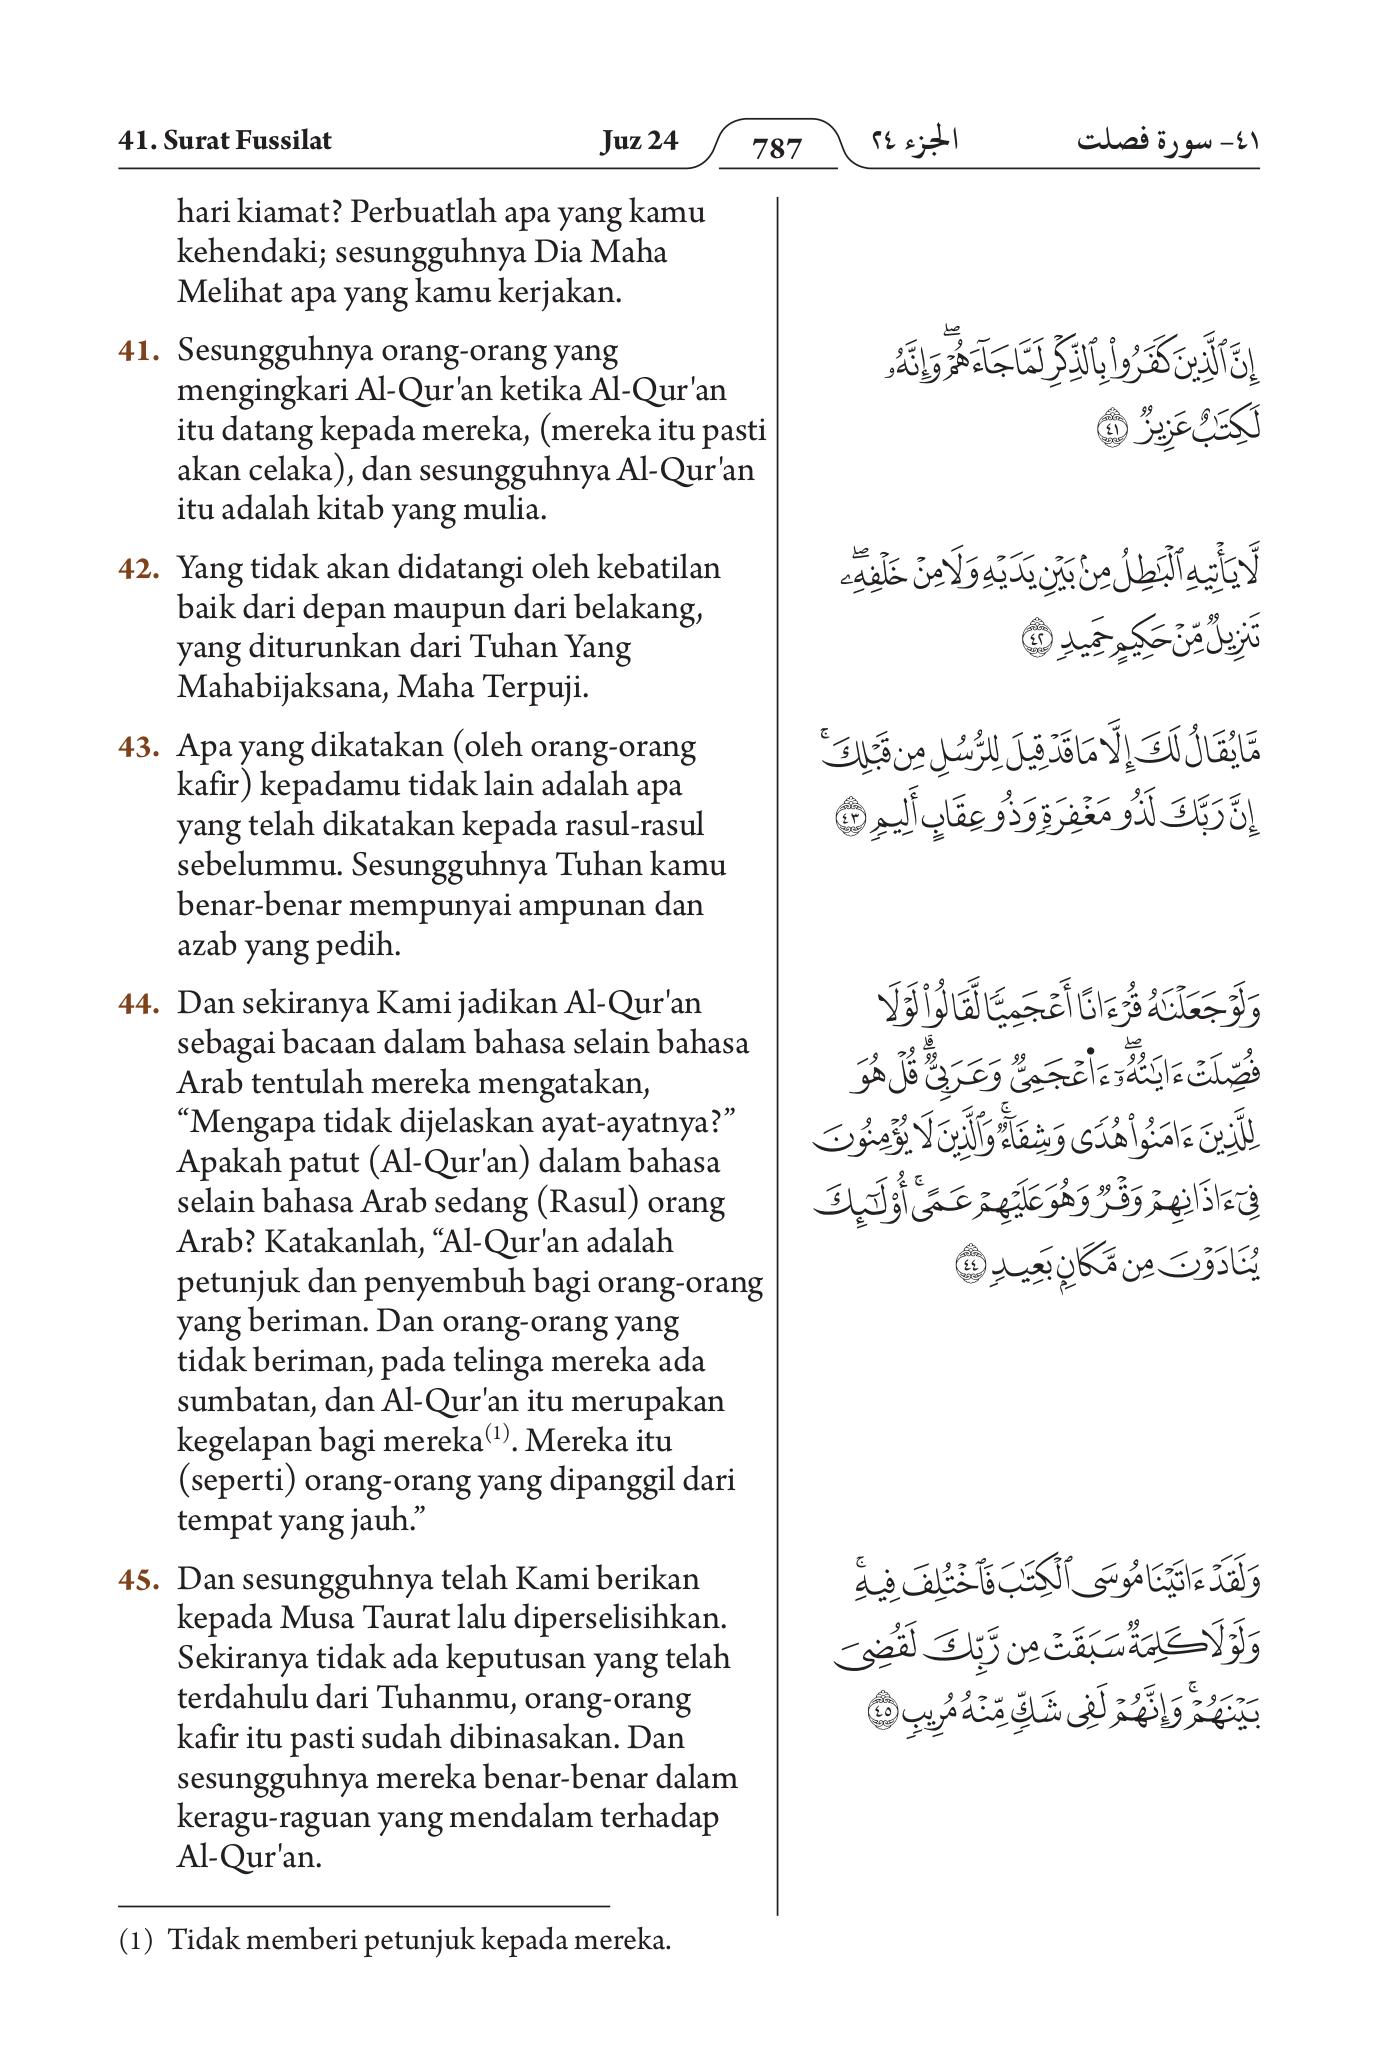 41. Surat Fussilat
Juz 24
787
الجزء ٢٤
٤١- سورة فصلت
hari kiamat? Perbuatlah apa yang kamu
kehendaki; sesungguhnya Dia Maha
Melihat apa yang kamu kerjakan.
41. Sesungguhnya orang-orang yang
mengingkari Al-Qur'an ketika Al-Qur'an
itu datang kepada mereka, (mereka itu pasti
akan celaka), dan sesungguhnya Al-Qur'an
itu adalah kitab yang mulia.
42. Yang tidak akan didatangi oleh kebatilan
baik dari depan maupun dari belakang,
yang diturunkan dari Tuhan Yang
Mahabijaksana, Maha Terpuji.
43. Apa yang dikatakan (oleh orang-orang
kafir) kepadamu tidak lain adalah apa
yang telah dikatakan kepada rasul-rasul
sebelummu. Sesungguhnya Tuhan kamu
benar-benar mempunyai ampunan dan
azab yang pedih.
44. Dan sekiranya Kami jadikan Al-Qur'an
sebagai bacaan dalam bahasa selain bahasa
Arab tentulah mereka mengatakan,
“Mengapa tidak dijelaskan ayat-ayatnya?”
Apakah patut (Al-Qur'an) dalam bahasa
selain bahasa Arab sedang (Rasul) orang
Arab? Katakanlah, “Al-Qur'an adalah
petunjuk dan penyembuh bagi orang-orang
yang beriman. Dan orang-orang yang
tidak beriman, pada telinga mereka ada
sumbatan, dan Al-Qur'an itu merupakan
kegelapan bagi mereka(1). Mereka itu
(seperti) orang-orang yang dipanggil dari
tempat yang jauh.”
45. Dan sesungguhnya telah Kami berikan
kepada Musa Taurat lalu diperselisihkan.
Sekiranya tidak ada keputusan yang telah
terdahulu dari Tuhanmu, orang-orang
kafir itu pasti sudah dibinasakan. Dan
sesungguhnya mereka benar-benar dalam
keragu-raguan yang mendalam terhadap
Al-Qur'an.
إِنَّ ٱلَّذِينَ كَفَرُوا۟ بِٱلذِّكْرِ لَمَّا جَآءَهُمْ ۖ وَإِنَّهُۥ
لَكِتَـٰبٌ عَزِيزٌ ٤١
لَّا يَأْتِيهِ ٱلْبَـٰطِلُ مِنۢ بَيْنِ يَدَيْهِ وَلَا مِنْ خَلْفِهِۦ ۖ
تَنزِيلٌ مِّنْ حَكِيمٍ حَمِيدٍ ٤٢
مَّا يُقَالُ لَكَ إِلَّا مَا قَدْ قِيلَ لِلرُّسُلِ مِن قَبْلِكَ ۚ
إِنَّ رَبَّكَ لَذُو مَغْفِرَةٍ وَذُو عِقَابٍ أَلِيمٍ ٤٣
وَلَوْ جَعَلْنَـٰهُ قُرْءَانًا أَعْجَمِيًّا لَّقَالُوا۟ لَوْلَا
فُصِّلَتْ ءَايَـٰتُهُۥٓ ۖ ءَا۬عْجَمِىٌّ وَعَرَبِىٌّ ۗ قُلْ هُوَ
لِلَّذِينَ ءَامَنُوا۟ هُدًى وَشِفَآءٌ ۚ وَٱلَّذِينَ لَا يُؤْمِنُونَ
فِىٓ ءَاذَانِهِمْ وَقْرٌ وَهُوَ عَلَيْهِمْ عَمًى ۚ أُو۟لَـٰٓئِكَ
يُنَادَوْنَ مِن مَّكَانٍۭ بَعِيدٍ ٤٤
وَلَقَدْ ءَاتَيْنَا مُوسَى ٱلْكِتَـٰبَ فَٱخْتُلِفَ فِيهِ ۚ
وَلَوْلَا كَلِمَةٌ سَبَقَتْ مِن رَّبِّكَ لَقُضِىَ
بَيْنَهُمْ ۚ وَإِنَّهُمْ لَفِى شَكٍّ مِّنْهُ مُرِيبٍ ٤٥
(1) Tidak memberi petunjuk kepada mereka.